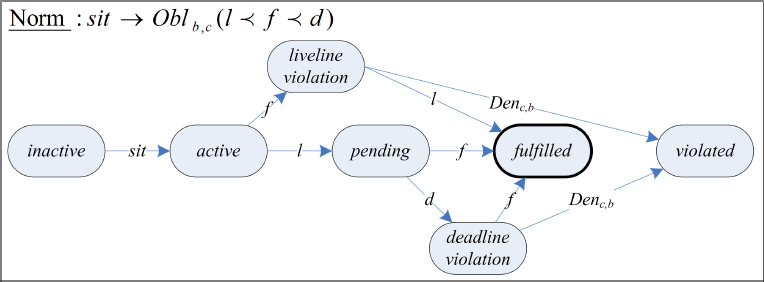 Norm : sit → Obl b,c (l ≺ f ≺ d)
liveline
violation
f
l
Den c,b
inactive
sit
active
l
pending
f
fulfilled
violated
d
f
Den c,b
deadline
violation